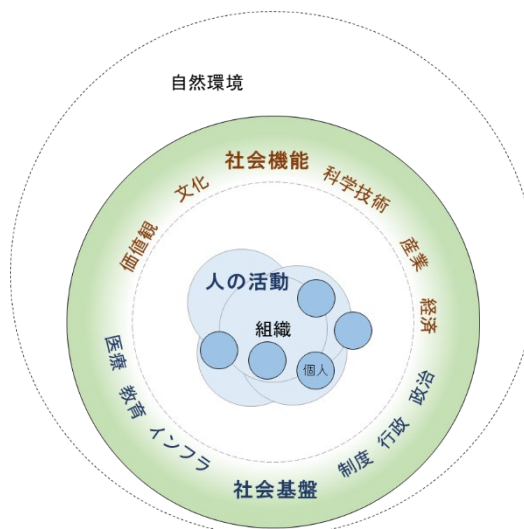 自然環境
社会機能
文化
科学技術
価値観
産業
経済
人の活動
組織
個人
医療
教育
インフラ
政治
行政
制度
社会基盤